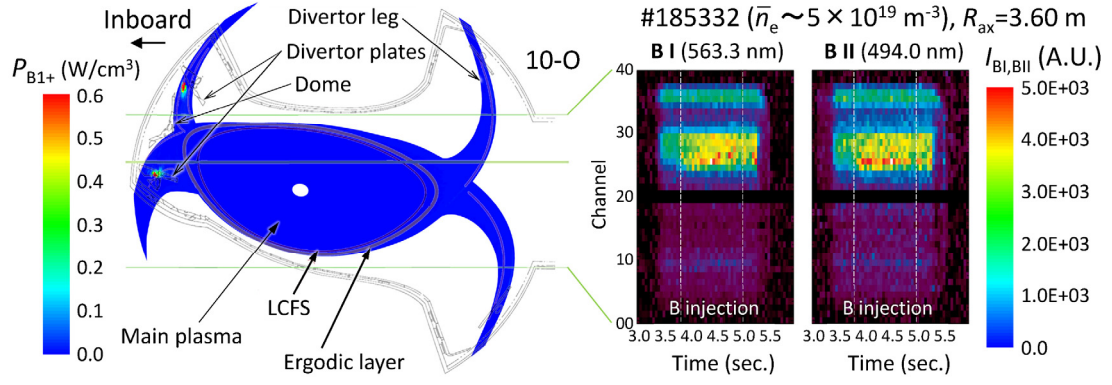 Inboard
P_B1+ (W/cm³)
0.6
0.5
0.4
0.3
0.2
0.1
0.0
Divertor leg
Divertor plates
Dome
10-O
Main plasma
LCFS
Ergodic layer
#185332 (n̅e～5 × 10¹⁹ m⁻³), Rax=3.60 m
B I (563.3 nm)
B II (494.0 nm)
I_BI,BII (A.U.)
Channel
40
30
20
10
00
B injection
B injection
3.0 3.5 4.0 4.5 5.0 5.5
3.0 3.5 4.0 4.5 5.0 5.5
Time (sec.)
Time (sec.)
5.0E+03
4.0E+03
3.0E+03
2.0E+03
1.0E+03
0.0